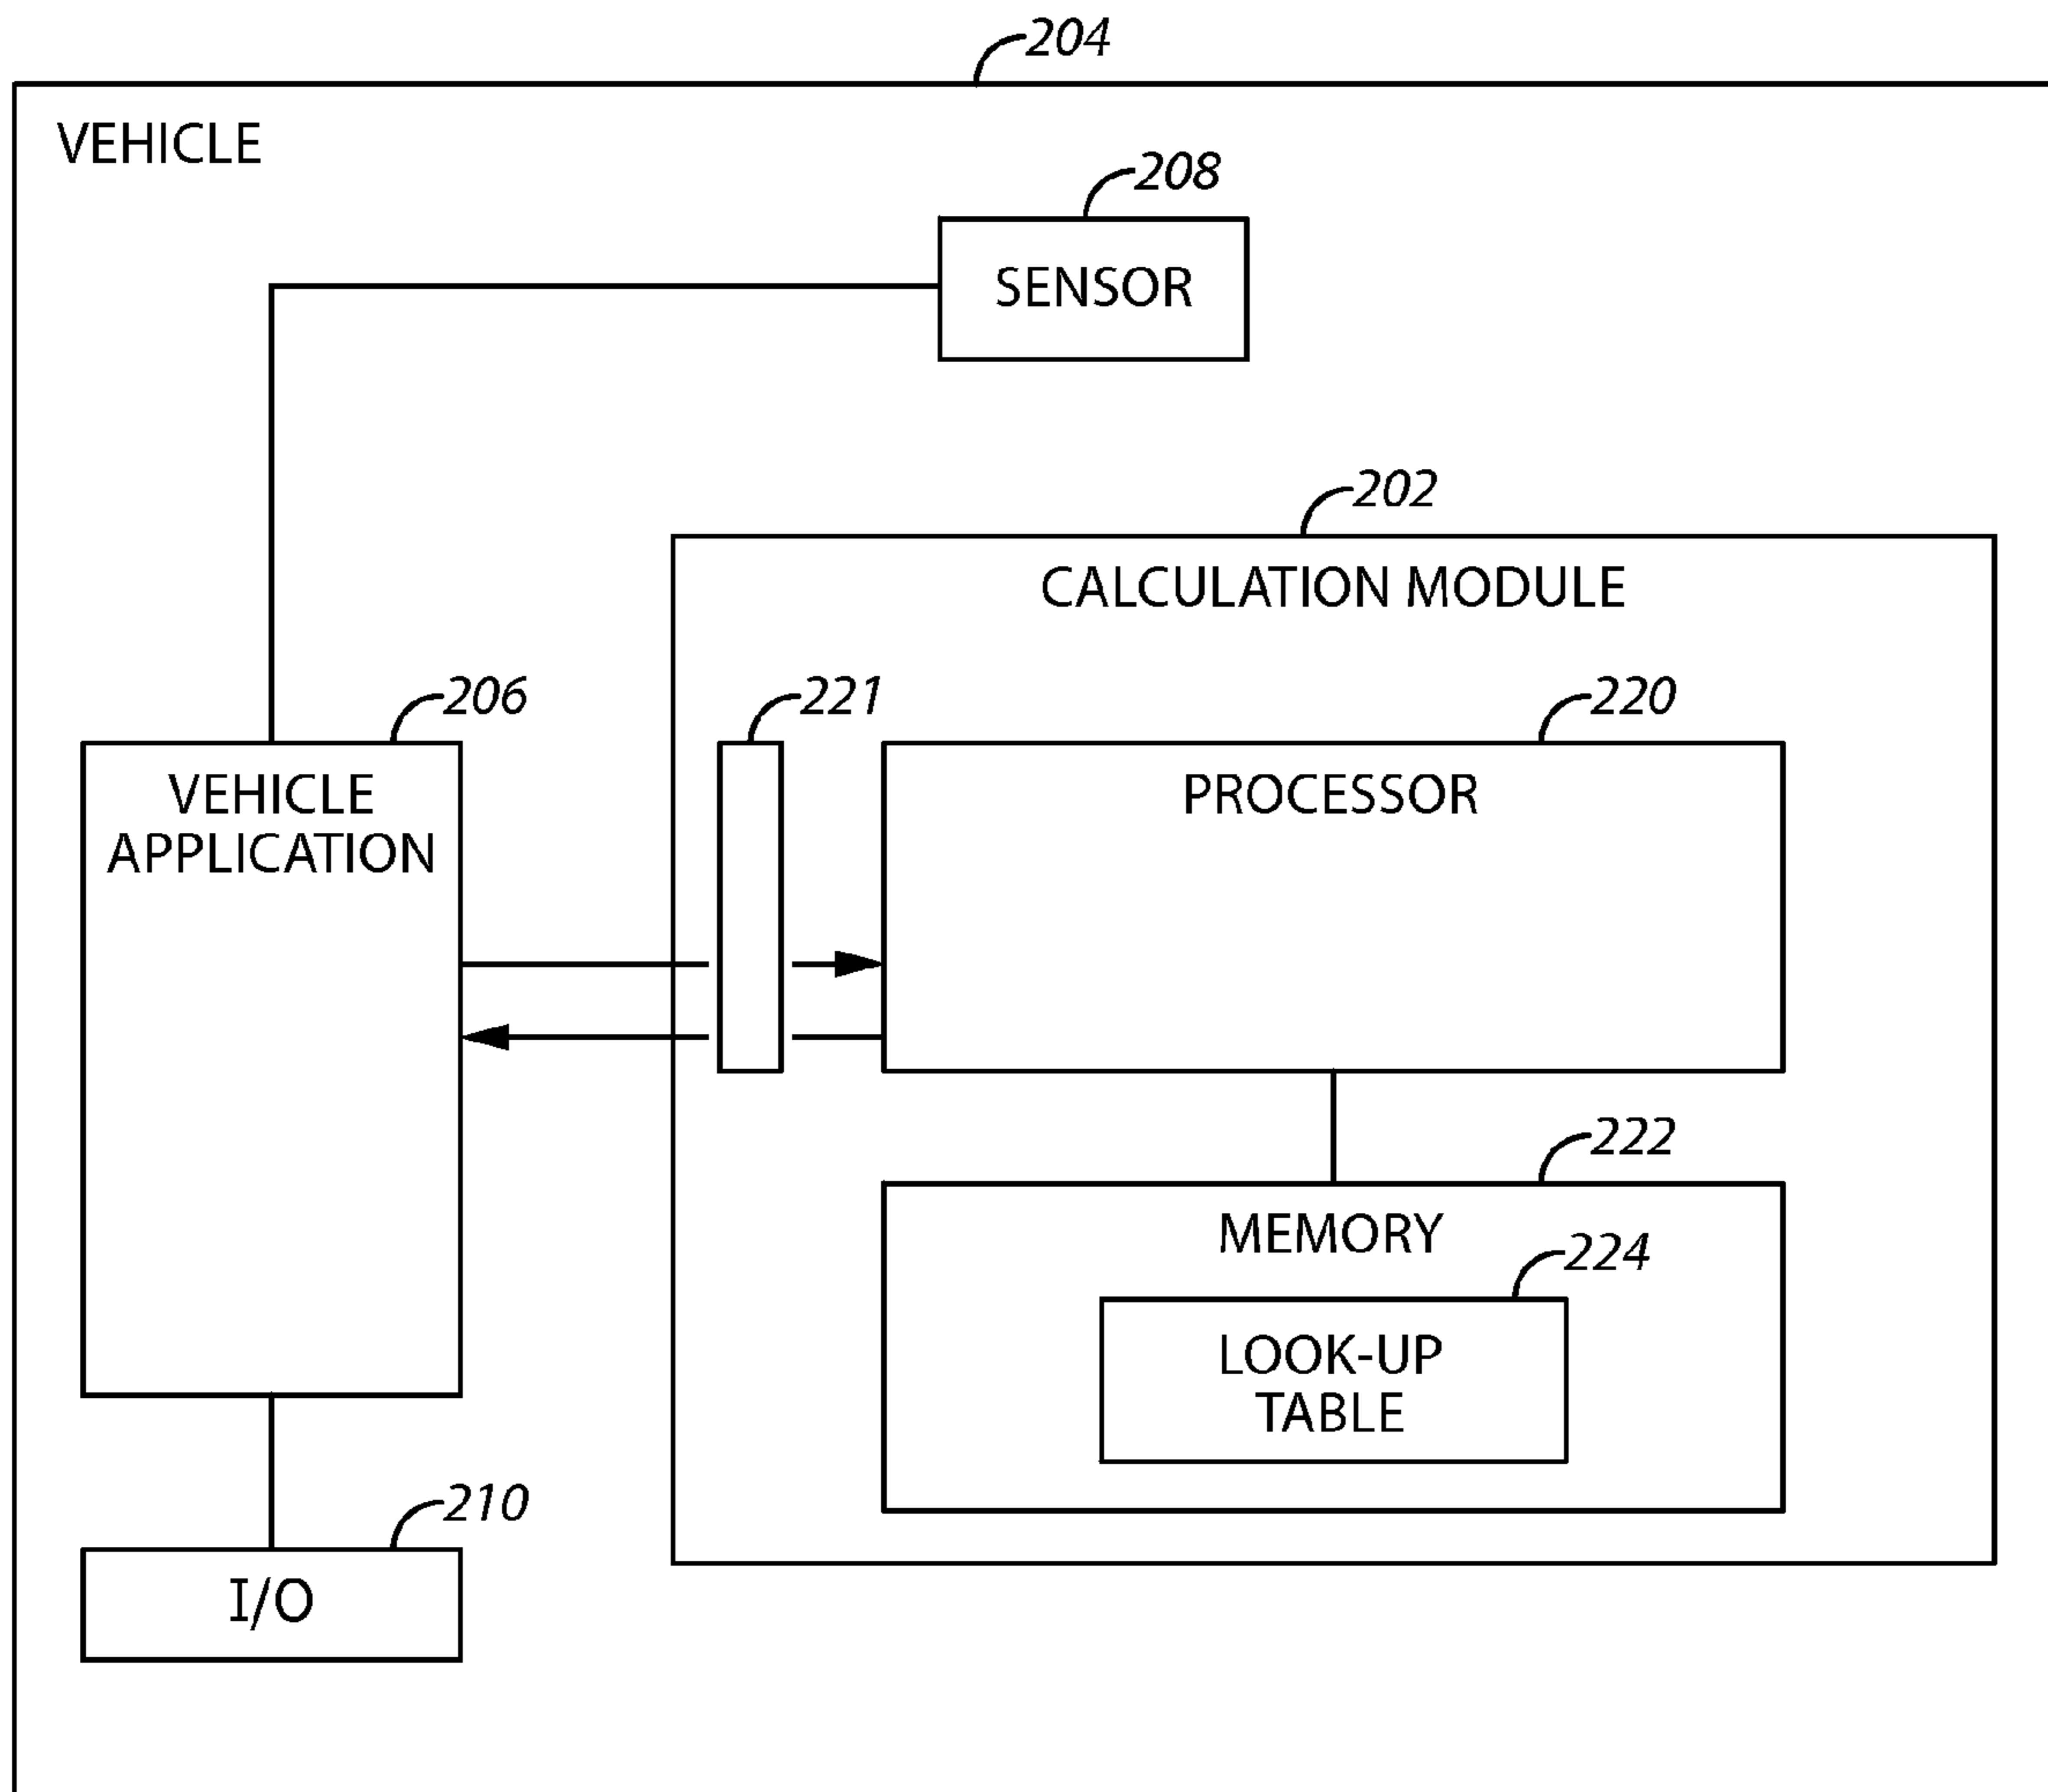 204
VEHICLE
208
SENSOR
202
CALCULATION MODULE
206
221
220
VEHICLE
APPLICATION
PROCESSOR
222
MEMORY
224
LOOK-UP
TABLE
210
I/O